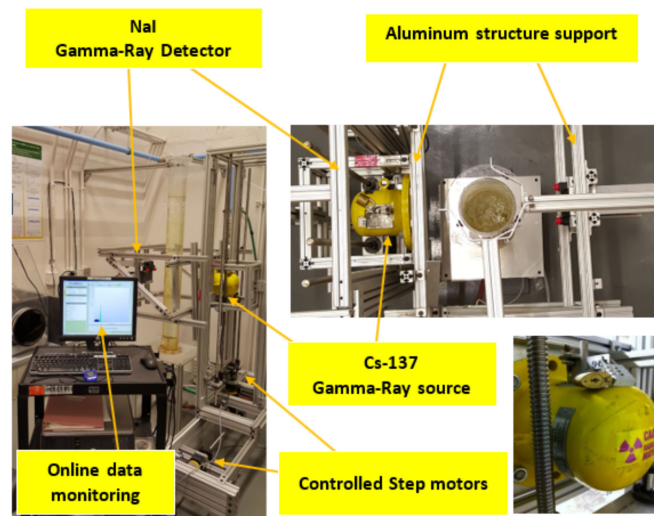 NaI
Gamma-Ray Detector
Aluminum structure support
Cs-137
Gamma-Ray source
Online data
monitoring
Controlled Step motors